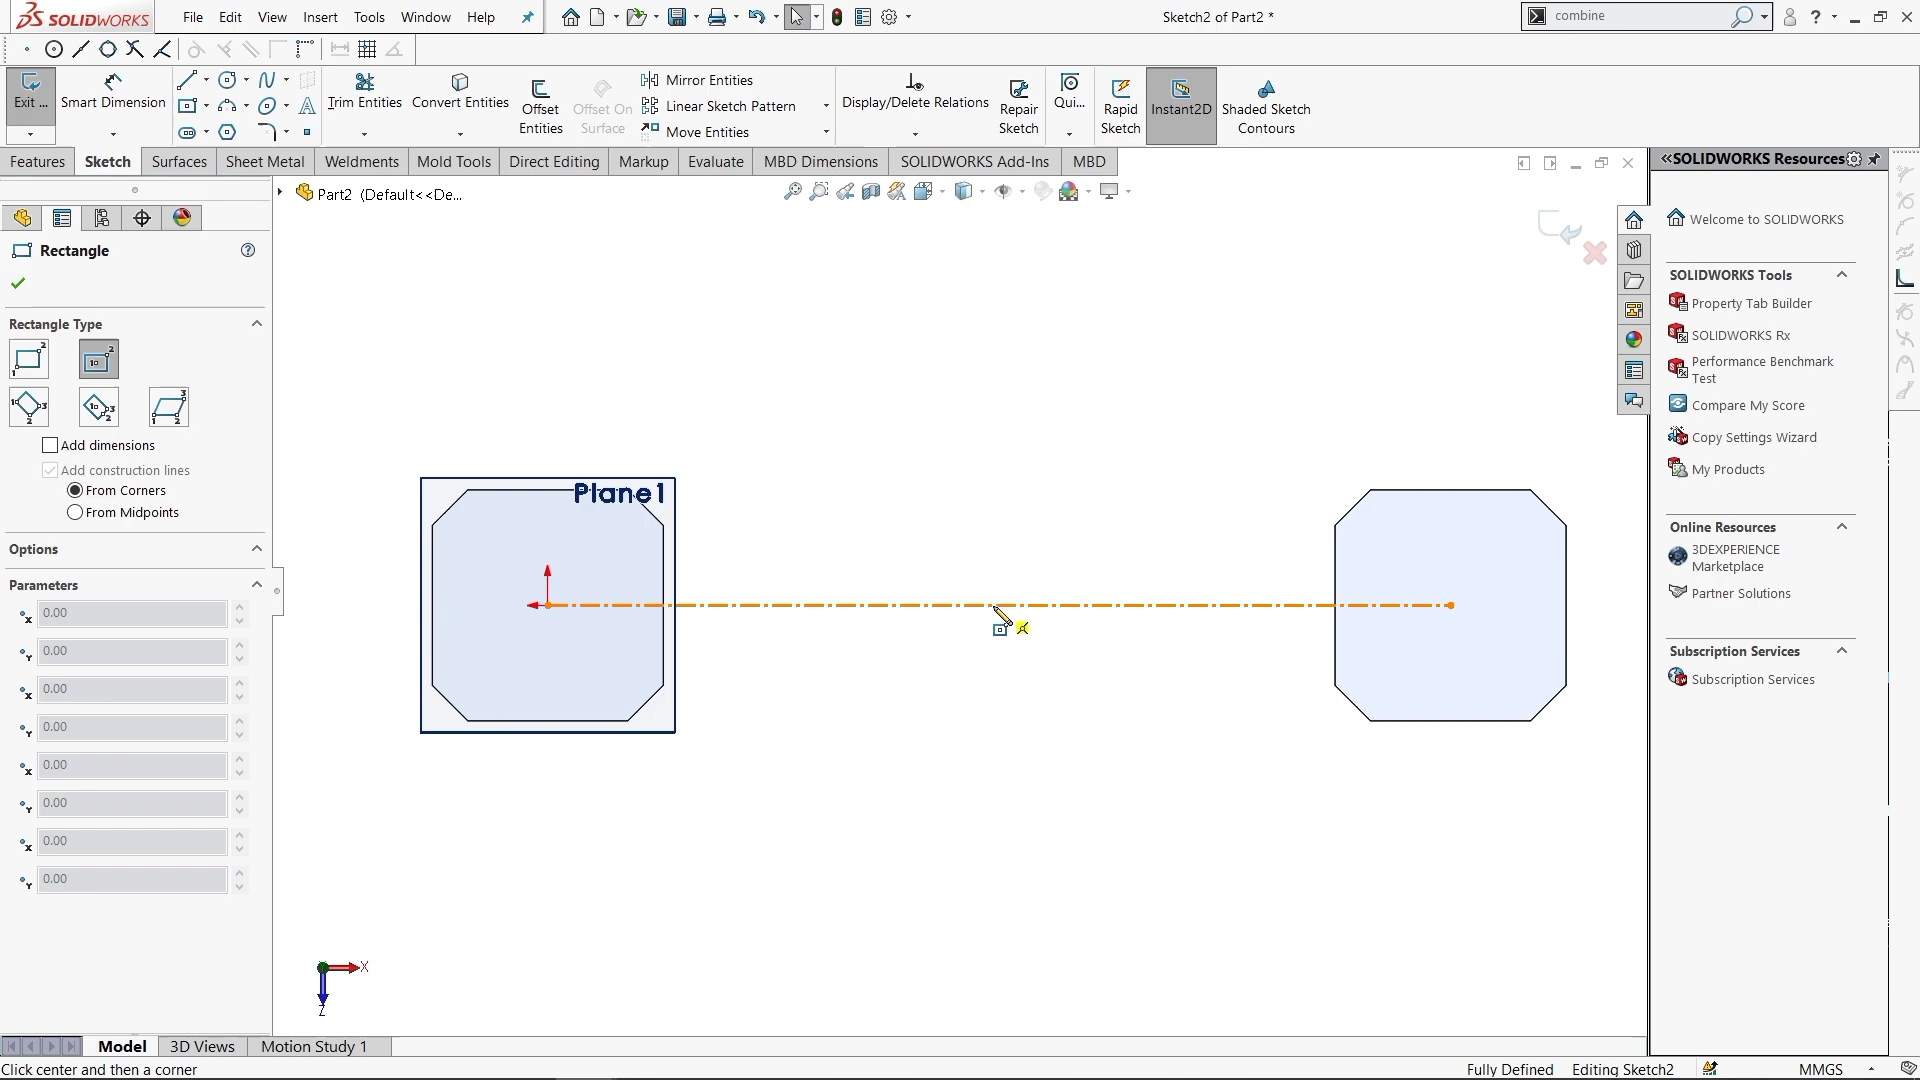 SOLIDWORKS
File Edit View Insert Tools Window Help
Sketch2 of Part2 *
combine
Exit ...
Smart Dimension
Trim Entities
Convert Entities
Offset Entities
Offset On Surface
Mirror Entities
Linear Sketch Pattern
Move Entities
Display/Delete Relations
Repair Sketch
Qui...
Rapid Sketch
Instant2D
Shaded Sketch Contours
Features Sketch Surfaces Sheet Metal Weldments Mold Tools Direct Editing Markup Evaluate MBD Dimensions SOLIDWORKS Add-Ins MBD
Part2 (Default<<De...
Rectangle
Rectangle Type
Add dimensions
Add construction lines
From Corners
From Midpoints
Options
Parameters
0.00
0.00
0.00
0.00
0.00
0.00
0.00
0.00
Plane1
X
Z
SOLIDWORKS Resources
Welcome to SOLIDWORKS
SOLIDWORKS Tools
Property Tab Builder
SOLIDWORKS Rx
Performance Benchmark
Test
Compare My Score
Copy Settings Wizard
My Products
Online Resources
3DEXPERIENCE
Marketplace
Partner Solutions
Subscription Services
Subscription Services
Model 3D Views Motion Study 1
Click center and then a corner
Fully Defined Editing Sketch2 MMGS